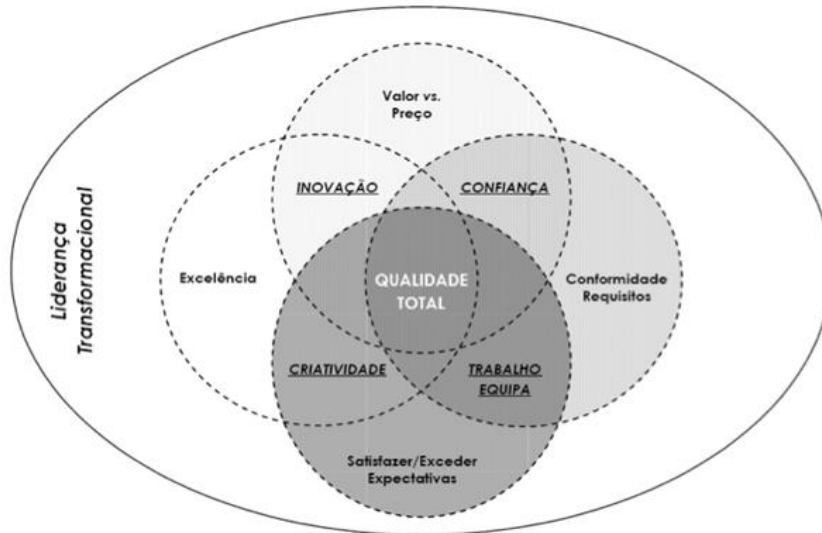 Valor vs.
Preço
INOVAÇÃO
CONFIANÇA
Liderança
Transformacional
Excelência
QUALIDADE
TOTAL
Conformidade
Requisitos
CRIATIVIDADE
TRABALHO
EQUIPA
Satisfazer/Exceder
Expectativas